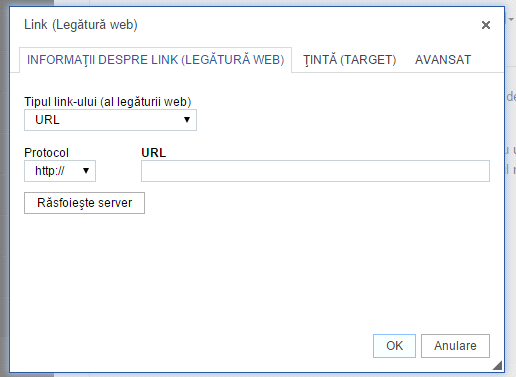 Link (Legătură web)
INFORMAŢII DESPRE LINK (LEGĂTURĂ WEB) ŢINTĂ (TARGET) AVANSAT
Tipul link-ului (al legăturii web)
URL
Protocol URL
http://
Răsfoieşte server
OK Anulare